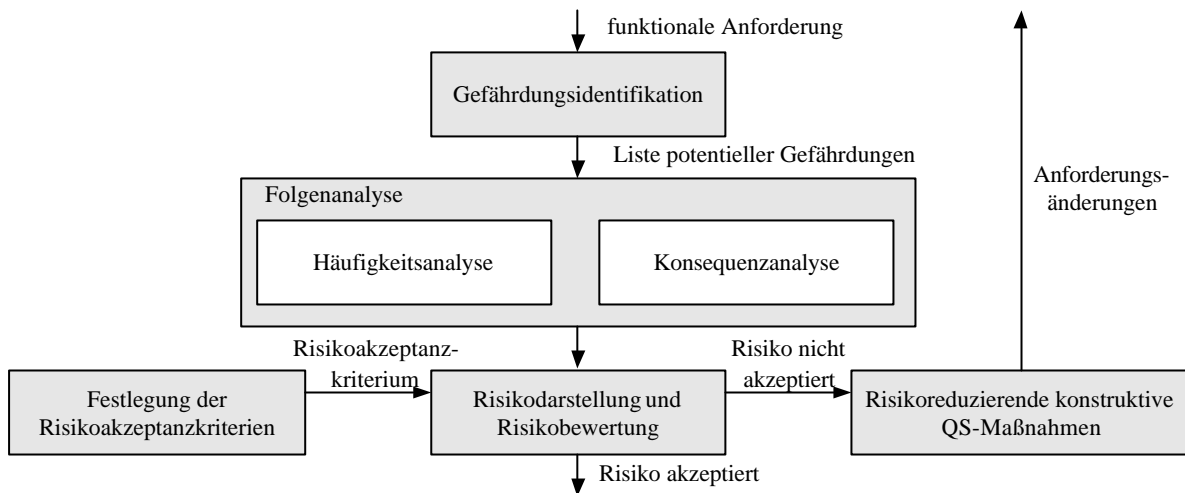 funktionale Anforderung
Gefährdungsidentifikation
Liste potentieller Gefährdungen
Folgenanalyse
Häufigkeitsanalyse
Konsequenzanalyse
Anforderungs-
änderungen
Risikoakzeptanz-
kriterium
Risiko nicht
akzeptiert
Festlegung der
Risikoakzeptanzkriterien
Risikodarstellung und
Risikobewertung
Risikoreduzierende konstruktive
QS-Maßnahmen
Risiko akzeptiert